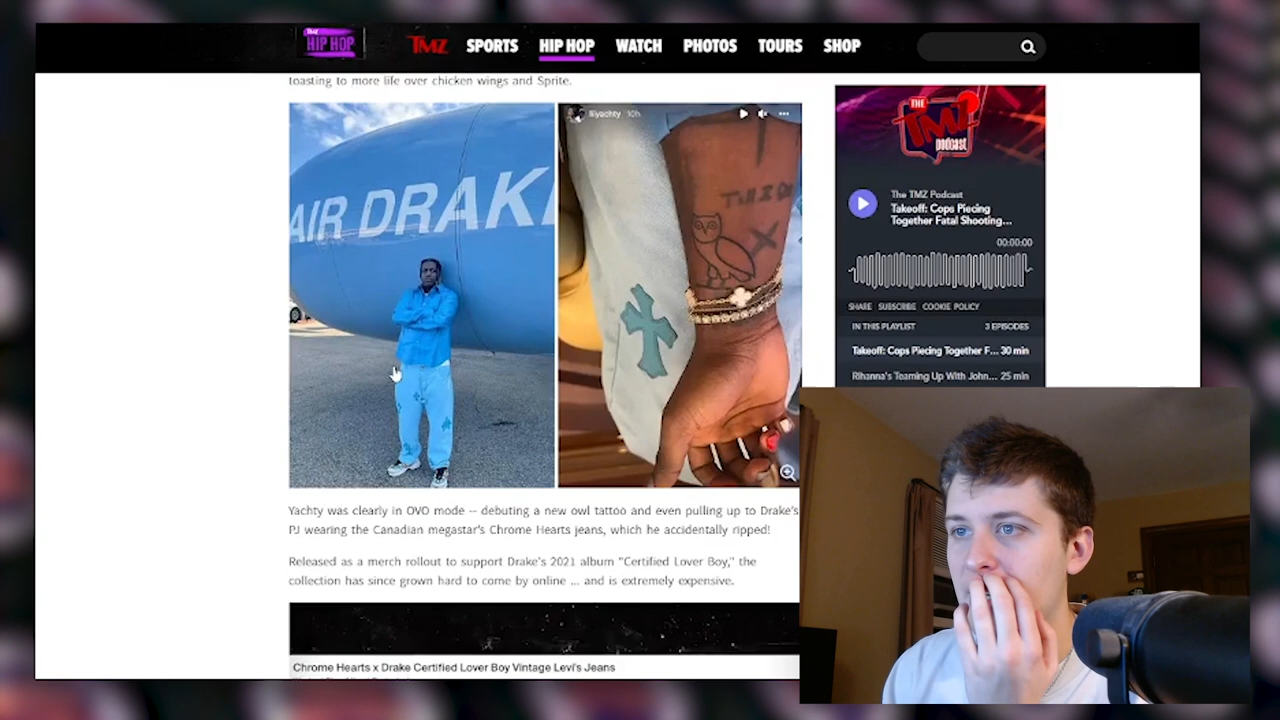 TMZ
HIP HOP
TMZ SPORTS HIP HOP WATCH PHOTOS TOURS SHOP
toasting to more life over chicken wings and Sprite.
AIR DRAK
lilyachty 10h
Yachty was clearly in OVO mode -- debuting a new owl tattoo and even pulling up to Drake's
PJ wearing the Canadian megastar's Chrome Hearts jeans, which he accidentally ripped!
Released as a merch rollout to support Drake's 2021 album "Certified Lover Boy," the
collection has since grown hard to come by online ... and is extremely expensive.
Chrome Hearts x Drake Certified Lover Boy Vintage Levi's Jeans
THE
TMZ
podcast
The TMZ Podcast
Takeoff: Cops Piecing
Together Fatal Shooting...
00:00:00
SHARE SUBSCRIBE COOKIE POLICY
IN THIS PLAYLIST 3 EPISODES
Takeoff: Cops Piecing Together F... 30 min
Rihanna's Teaming Up With John... 25 min